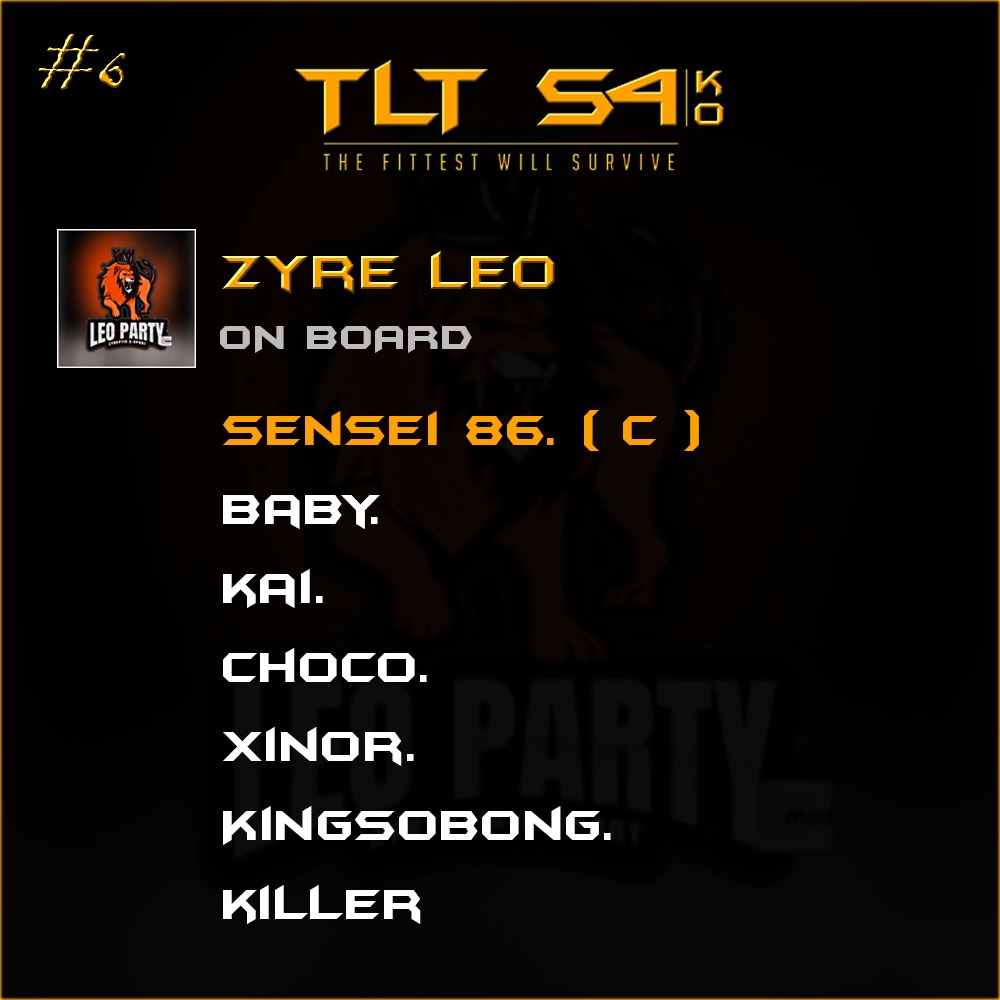 #6
TLT S4 KO
THE FITTEST WILL SURVIVE
ZYRE LEO
ON BOARD
LEO PARTY
SENSEI 86. ( C )
BABY.
KAI.
CHOCO.
XINOR.
KINGSOBONG.
KILLER
LEO PARTY